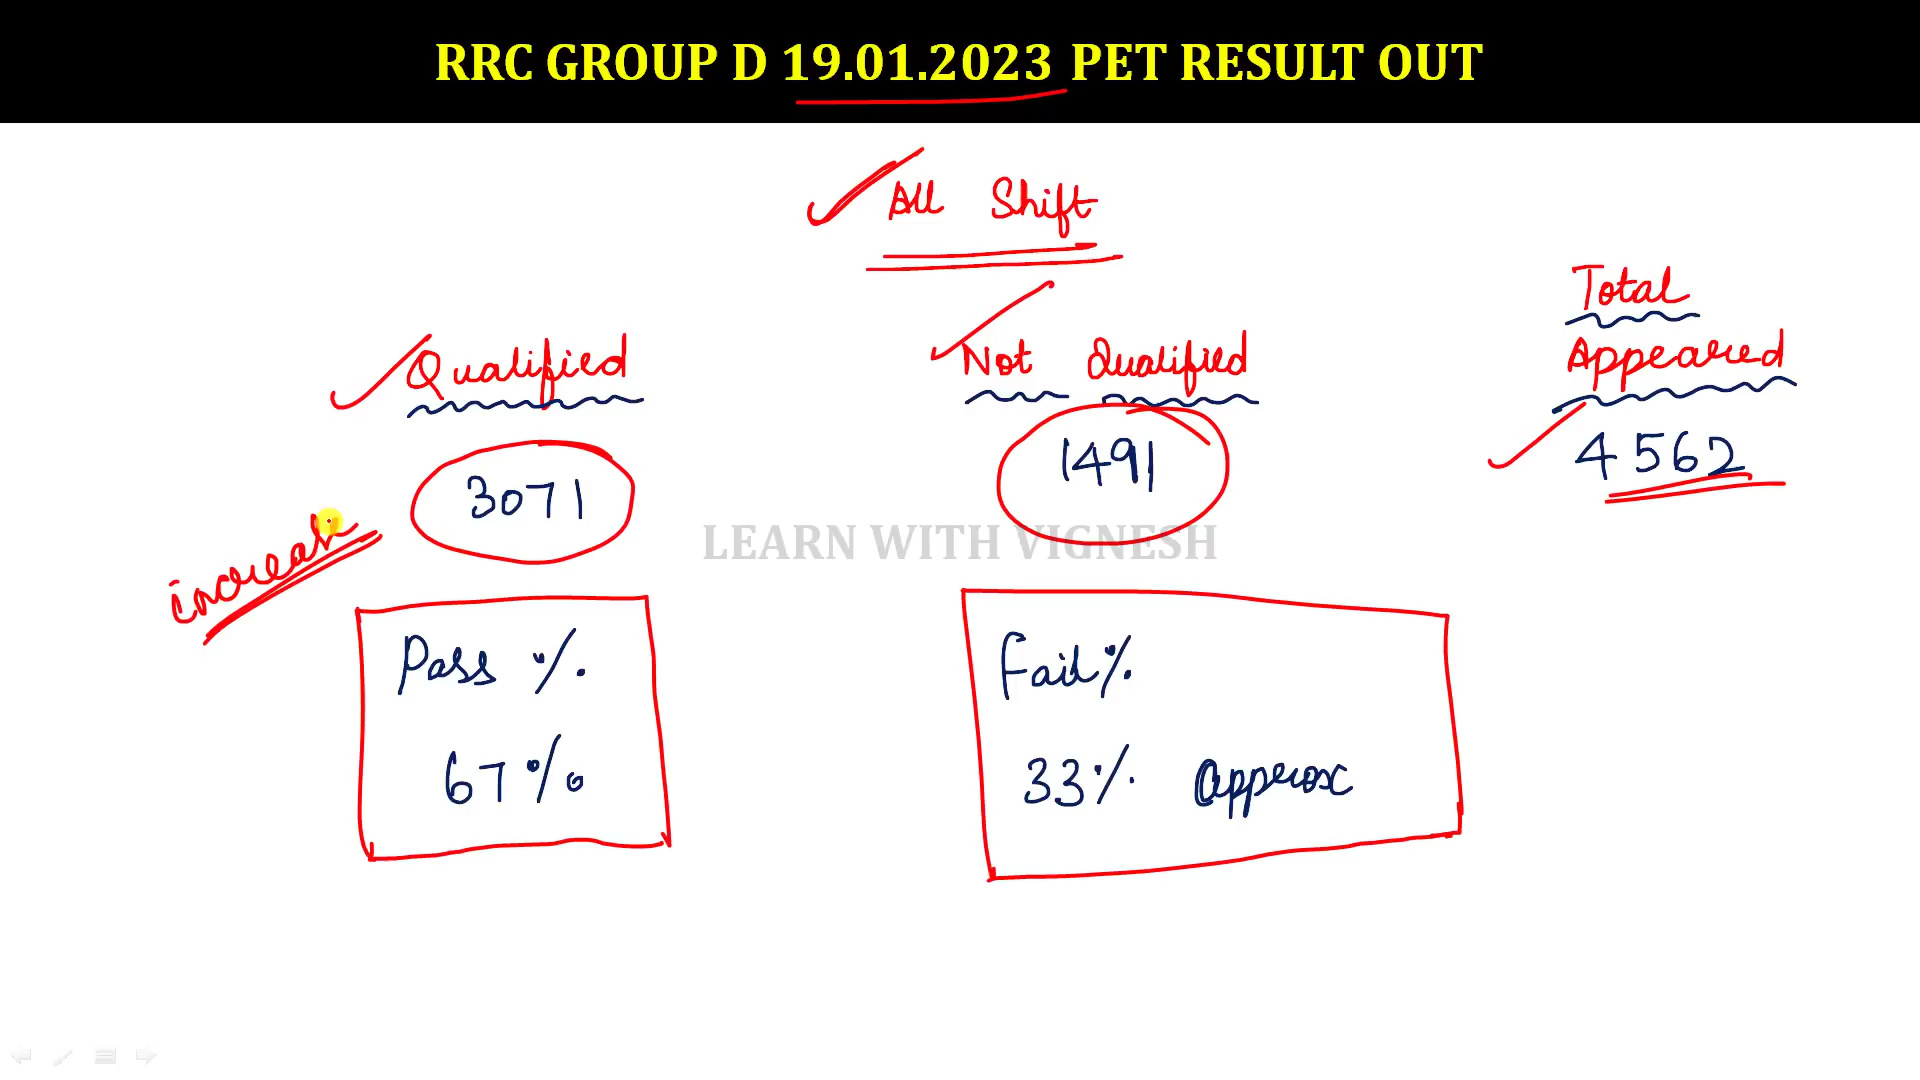 RRC GROUP D 19.01.2023 PET RESULT OUT
All Shift
Total
Appeared
4562
Qualified
3071
Not Qualified
1491
LEARN WITH VIGNESH
Pass %
67%
Fail %
33% approx